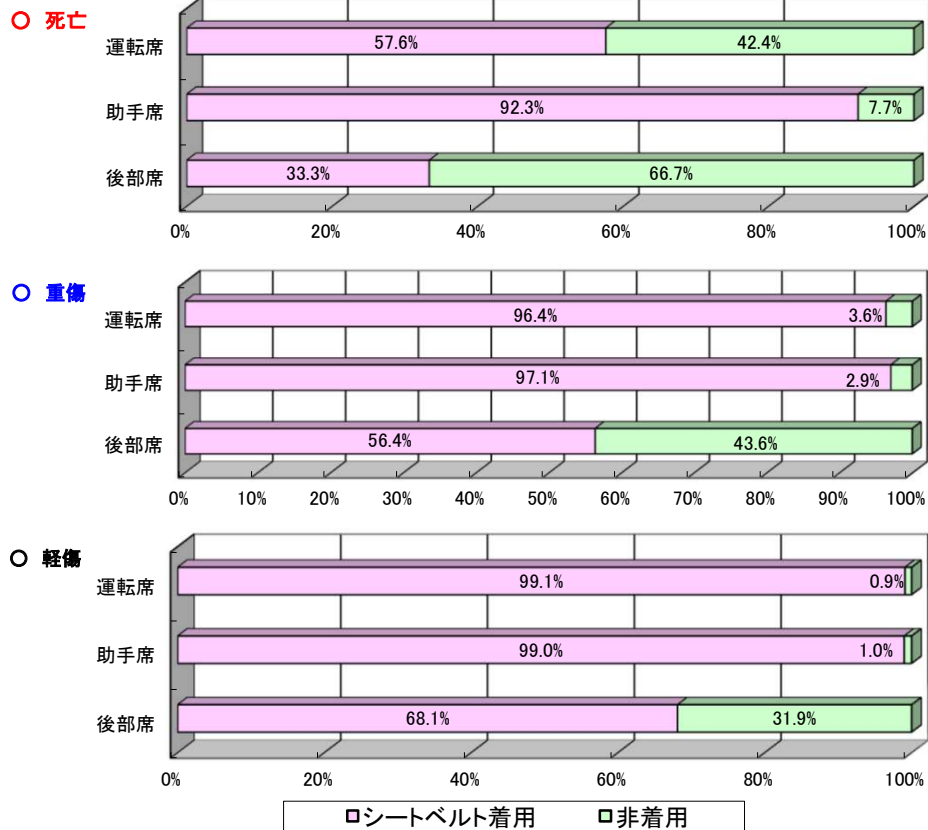 ○ 死亡
運転席 57.6% 42.4%
助手席 92.3% 7.7%
後部席 33.3% 66.7%
0% 20% 40% 60% 80% 100%
○ 重傷
運転席 96.4% 3.6%
助手席 97.1% 2.9%
後部席 56.4% 43.6%
0% 10% 20% 30% 40% 50% 60% 70% 80% 90% 100%
○ 軽傷
運転席 99.1% 0.9%
助手席 99.0% 1.0%
後部席 68.1% 31.9%
0% 20% 40% 60% 80% 100%
シートベルト着用 非着用